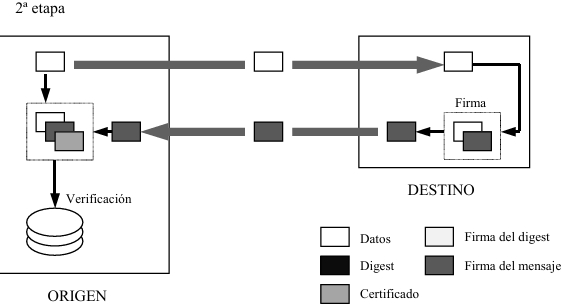 2ª etapa
Firma
Verificación
DESTINO
Datos
Firma del digest
Digest
Firma del mensaje
Certificado
ORIGEN